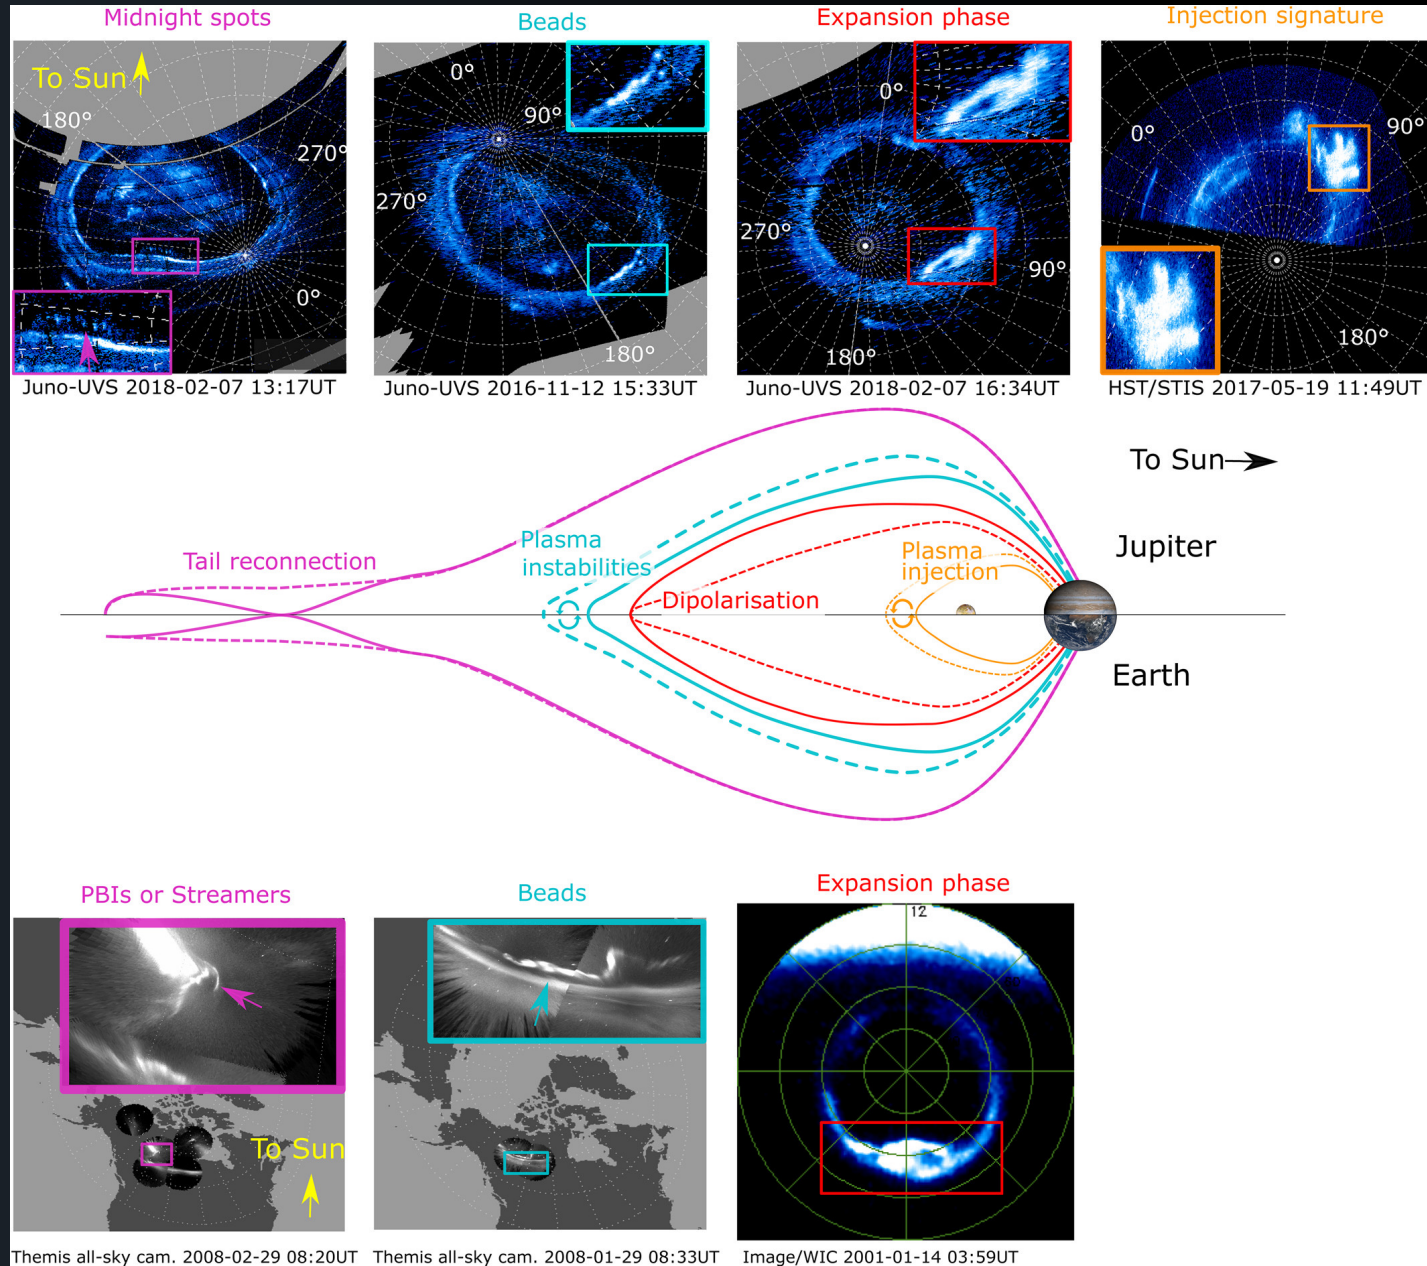 Midnight spots
Beads
Expansion phase
Injection signature
To Sun
180°
270°
0°
0°
90°
270°
180°
0°
270°
90°
180°
0°
90°
180°
Juno-UVS 2018-02-07 13:17UT
Juno-UVS 2016-11-12 15:33UT
Juno-UVS 2018-02-07 16:34UT
HST/STIS 2017-05-19 11:49UT
To Sun
Jupiter
Tail reconnection
Plasma
instabilities
Plasma
injection
Dipolarisation
Earth
PBIs or Streamers
Beads
Expansion phase
12
To Sun
Themis all-sky cam. 2008-02-29 08:20UT
Themis all-sky cam. 2008-01-29 08:33UT
Image/WIC 2001-01-14 03:59UT